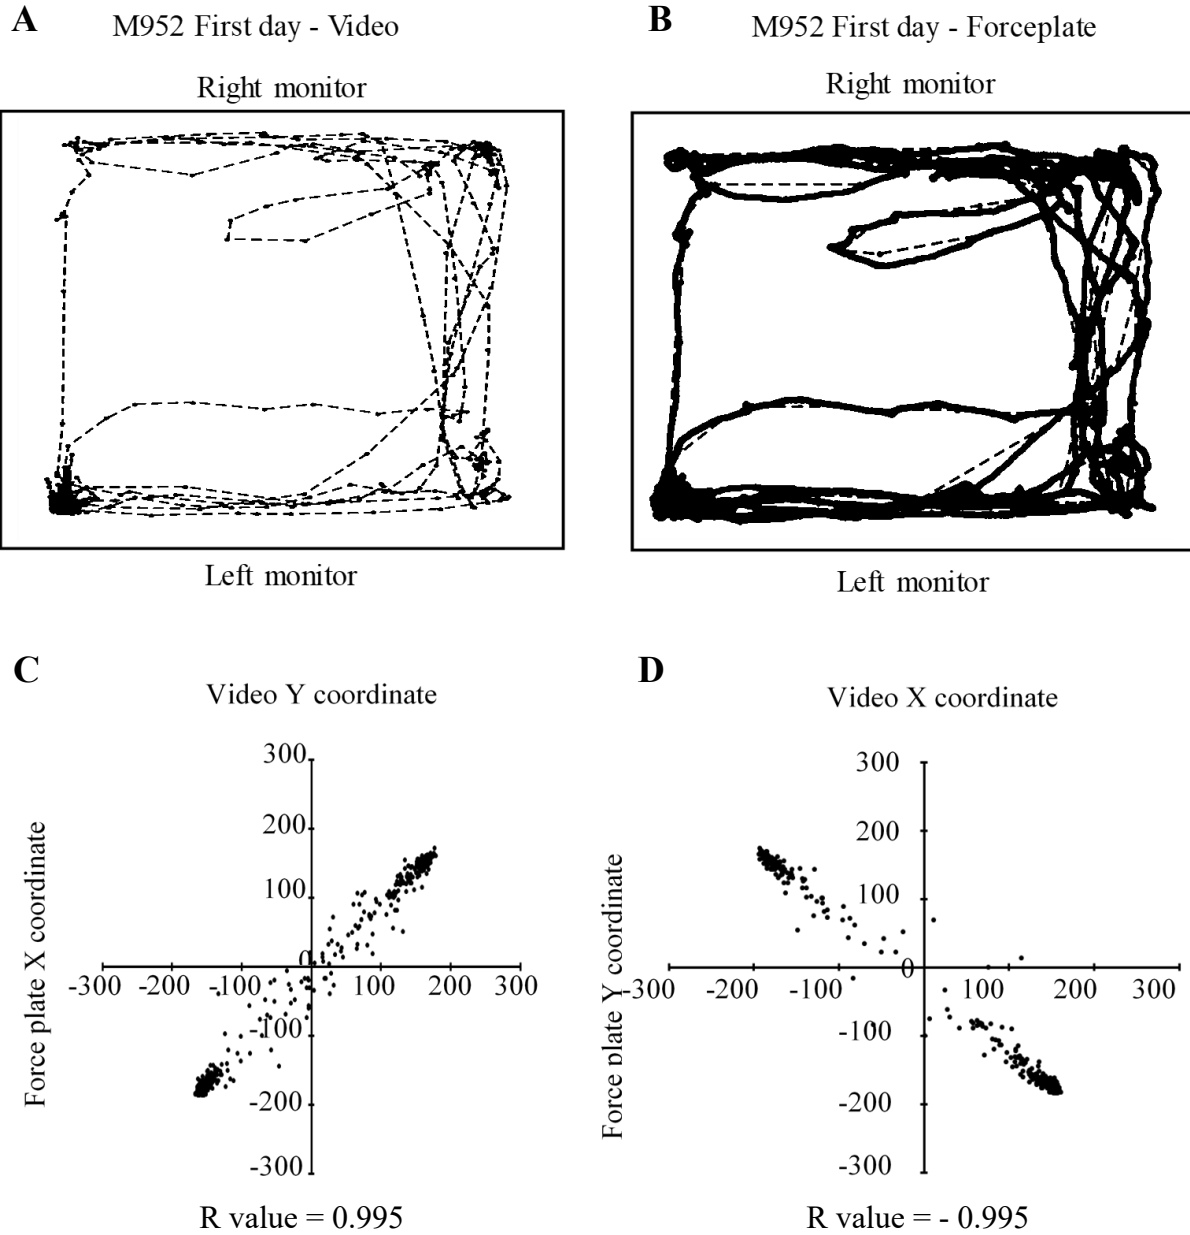 A
M952 First day - Video
Right monitor
Left monitor
B
M952 First day - Forceplate
Right monitor
Left monitor
C
Video Y coordinate
Force plate X coordinate
300
200
100
0
-300 -200 -100 100 200 300
-100
-200
-300
R value = 0.995
D
Video X coordinate
Force plate Y coordinate
300
200
100
0
-300 -200 -100 100 200 300
-100
-200
-300
R value = - 0.995